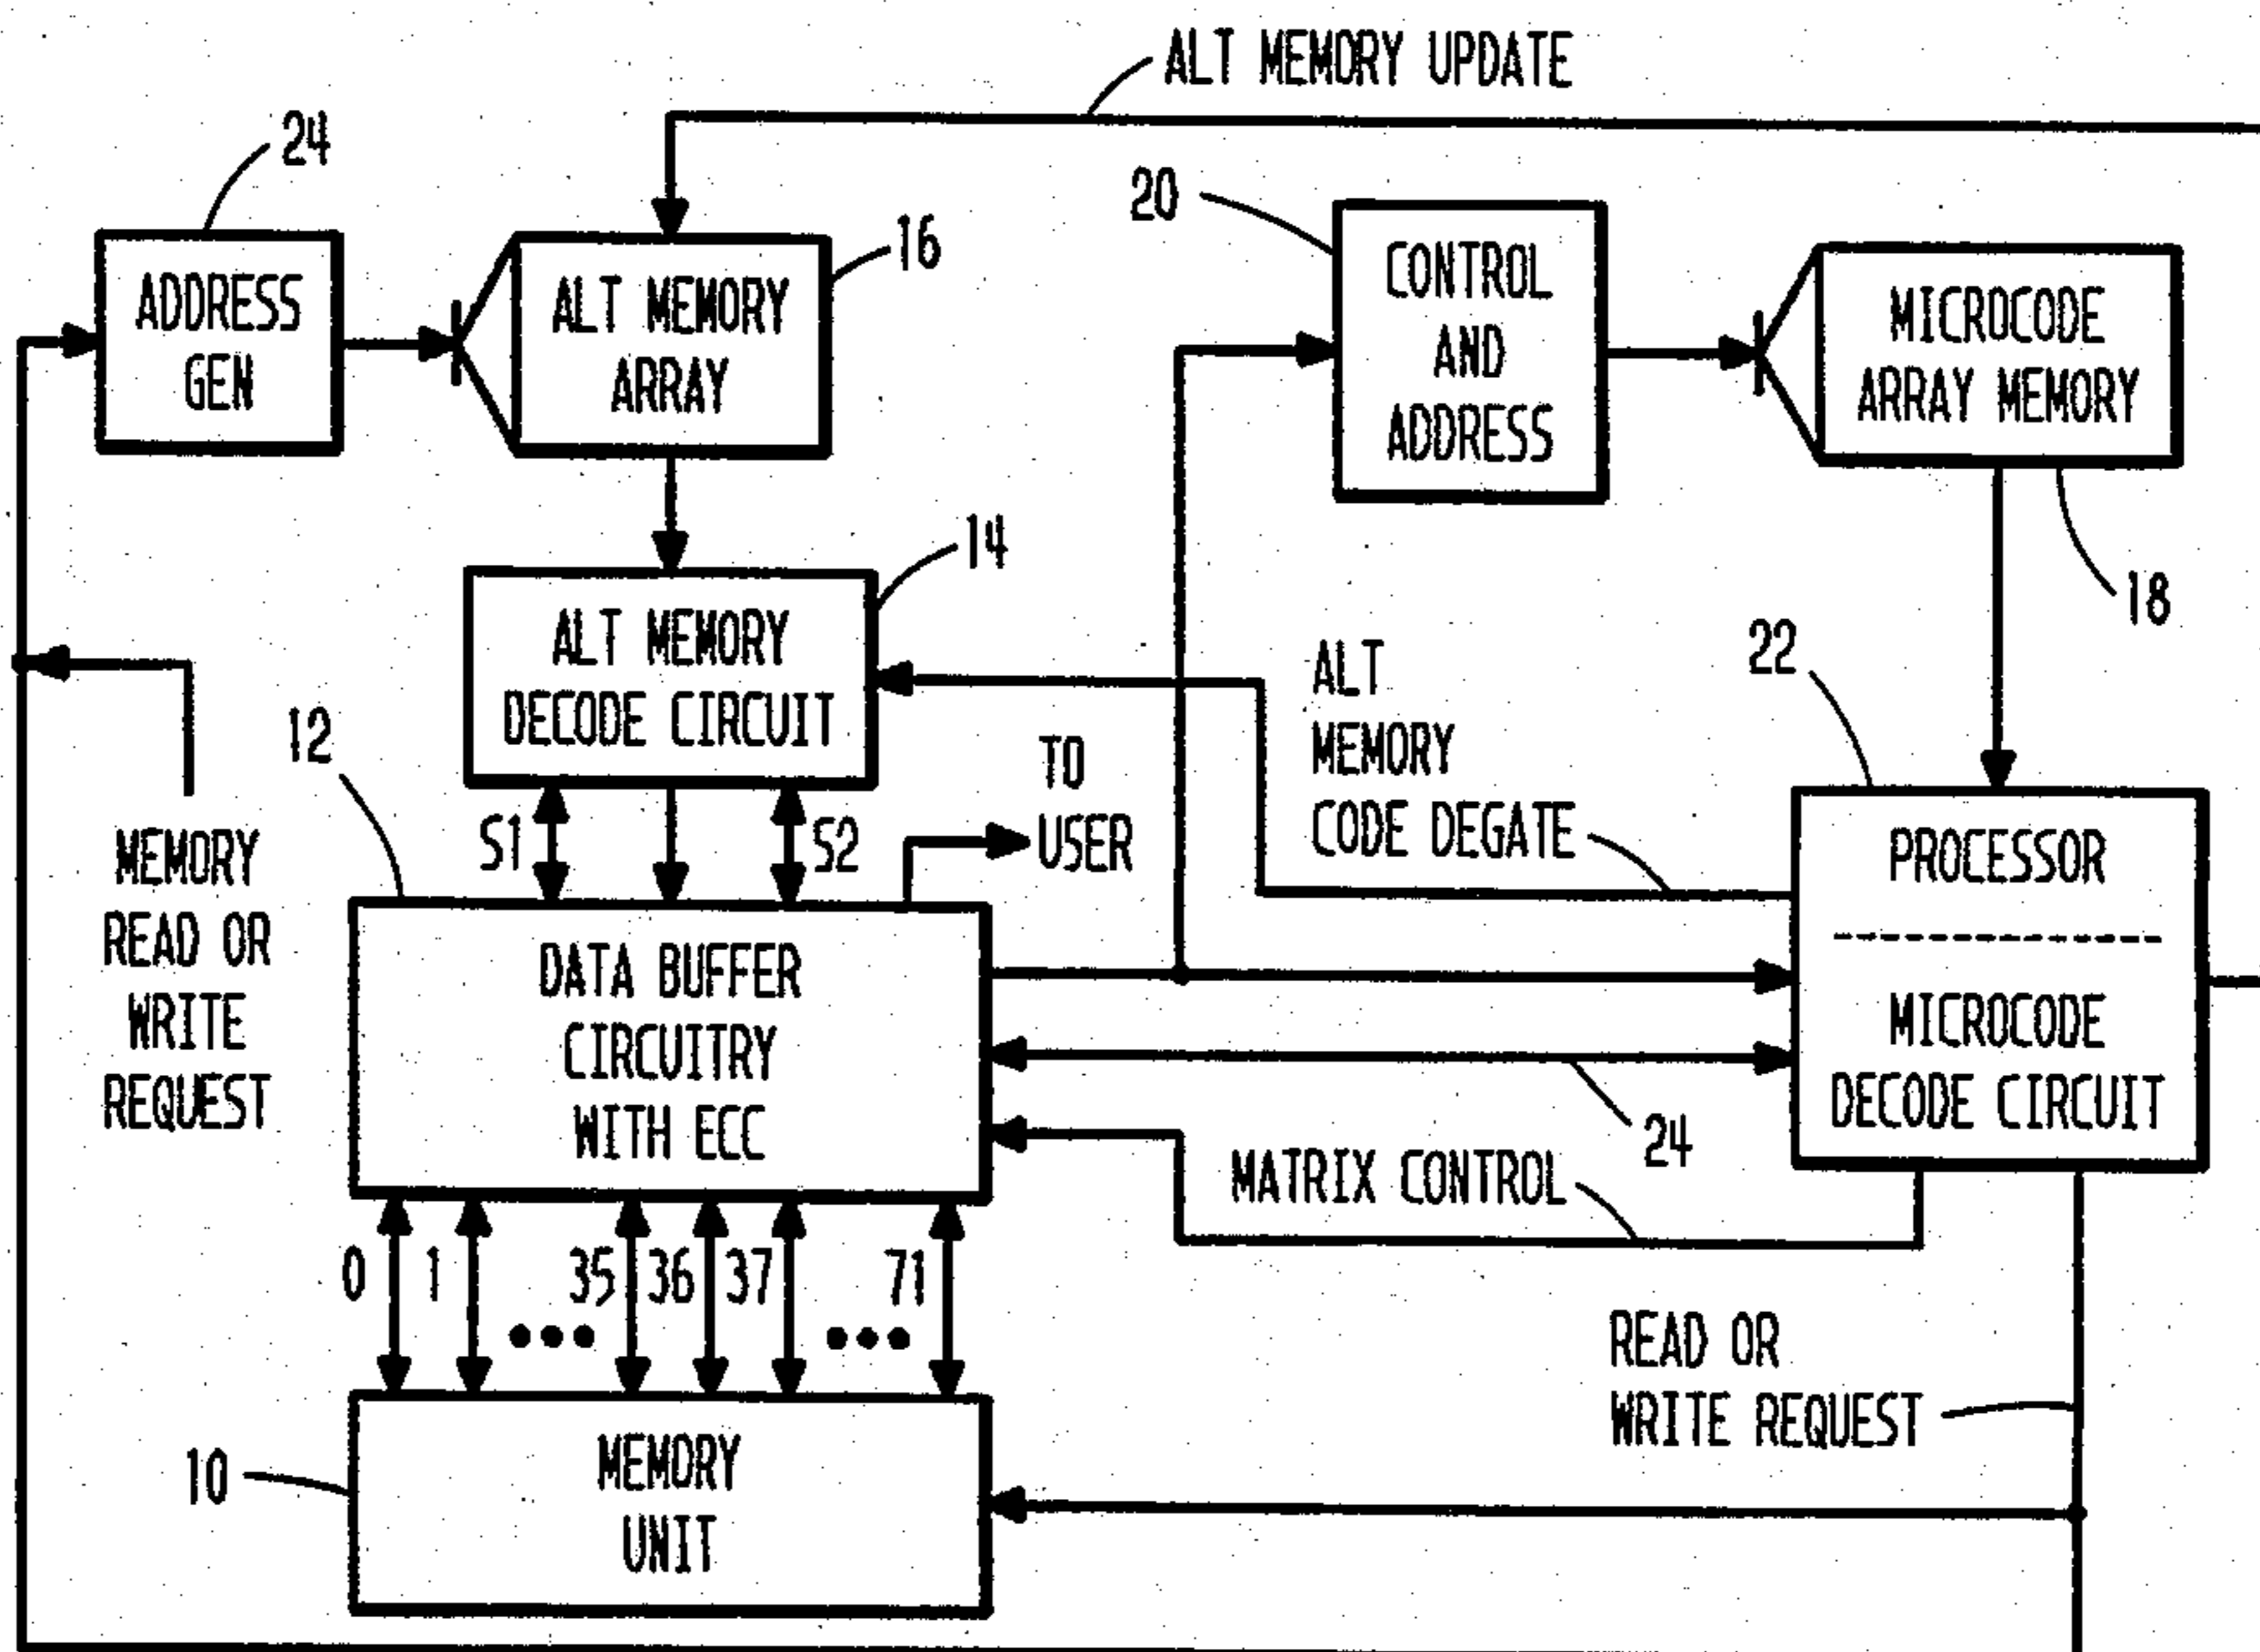 ALT MEMORY UPDATE
24
20
16
ADDRESS
GEN
ALT MEMORY
ARRAY
CONTROL
AND
ADDRESS
MICROCODE
ARRAY MEMORY
14
18
ALT MEMORY
DECODE CIRCUIT
12
22
ALT
MEMORY
CODE DEGATE
TO
USER
S1
S2
MEMORY
READ OR
WRITE
REQUEST
PROCESSOR
MICROCODE
DECODE CIRCUIT
DATA BUFFER
CIRCUITRY
WITH ECC
24
MATRIX CONTROL
0
1
35
36
37
71
READ OR
WRITE REQUEST
10
MEMORY
UNIT